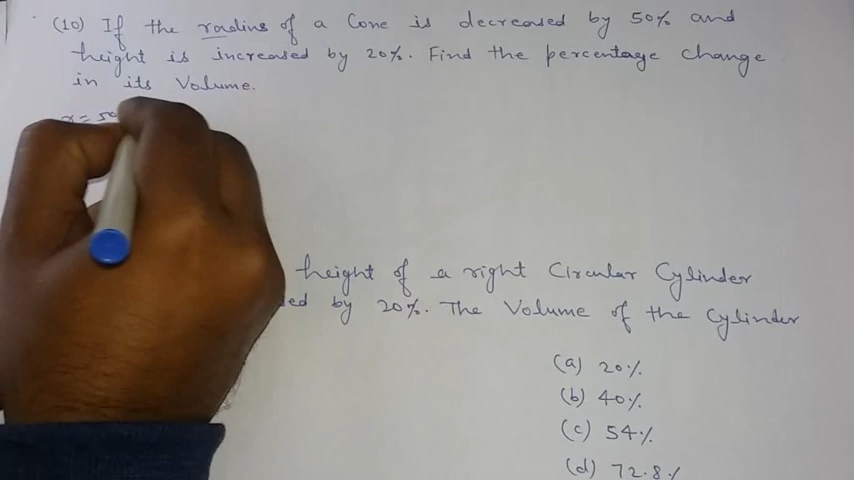 (10) If the radius of a Cone is decreased by 50% and
height is increased by 20%. Find the percentage change
in its Volume.
x = 50
height of a right Circular Cylinder
by 20%. The Volume of the Cylinder
(a) 20%
(b) 40%
(c) 54%
(d) 72.8%